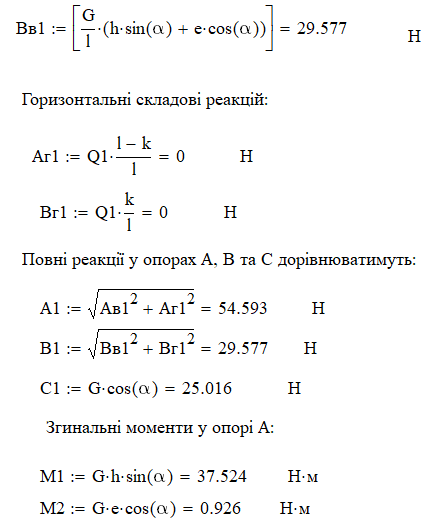 Вв1 := [G/l·(h·sin(α) + e·cos(α))] = 29.577 Н
Горизонтальні складові реакцій:
Аг1 := Q1·(l − k)/l = 0 Н
Вг1 := Q1·k/l = 0 Н
Повні реакції у опорах А, В та С дорівнюватимуть:
А1 := √(Ав1² + Аг1²) = 54.593 Н
В1 := √(Вв1² + Вг1²) = 29.577 Н
С1 := G·cos(α) = 25.016 Н
Згинальні моменти у опорі А:
М1 := G·h·sin(α) = 37.524 Н·м
М2 := G·e·cos(α) = 0.926 Н·м